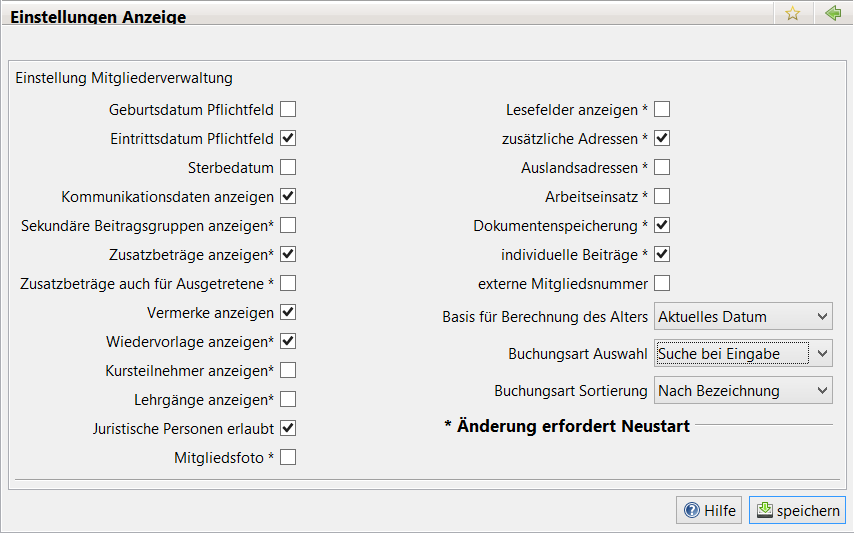 Einstellungen Anzeige
Einstellung Mitgliederverwaltung
Geburtsdatum Pflichtfeld
Eintrittsdatum Pflichtfeld
Sterbedatum
Kommunikationsdaten anzeigen
Sekundäre Beitragsgruppen anzeigen*
Zusatzbeträge anzeigen*
Zusatzbeträge auch für Ausgetretene *
Vermerke anzeigen
Wiedervorlage anzeigen*
Kursteilnehmer anzeigen*
Lehrgänge anzeigen*
Juristische Personen erlaubt
Mitgliedsfoto *
Lesefelder anzeigen *
zusätzliche Adressen *
Auslandsadressen *
Arbeitseinsatz *
Dokumentenspeicherung *
individuelle Beiträge *
externe Mitgliedsnummer
Basis für Berechnung des Alters Aktuelles Datum
Buchungsart Auswahl Suche bei Eingabe
Buchungsart Sortierung Nach Bezeichnung
* Änderung erfordert Neustart
Hilfe speichern